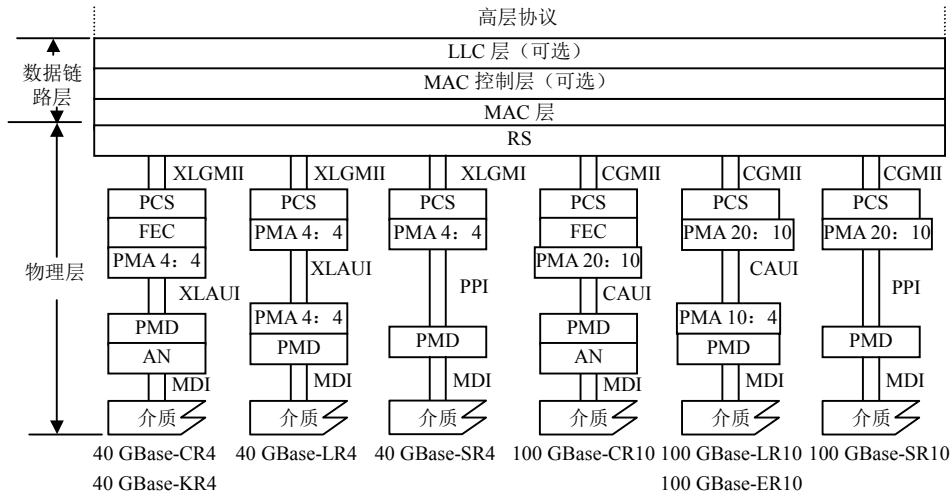 高层协议
LLC 层（可选）
MAC 控制层（可选）
MAC 层
RS
数据链
路层
物理层
XLGMII XLGMII XLGMI CGMII CGMII CGMII
PCS PCS PCS PCS PCS PCS
FEC PMA 4：4 PMA 4：4 FEC PMA 20：10 PMA 20：10
PMA 4：4 PMA 20：10
XLAUI XLAUI PPI CAUI CAUI PPI
PMD PMA 4：4 PMD PMD PMA 10：4 PMD
AN PMD AN PMD
MDI MDI MDI MDI MDI MDI
介质 介质 介质 介质 介质 介质
40 GBase-CR4 40 GBase-LR4 40 GBase-SR4 100 GBase-CR10 100 GBase-LR10 100 GBase-SR10
40 GBase-KR4 100 GBase-ER10